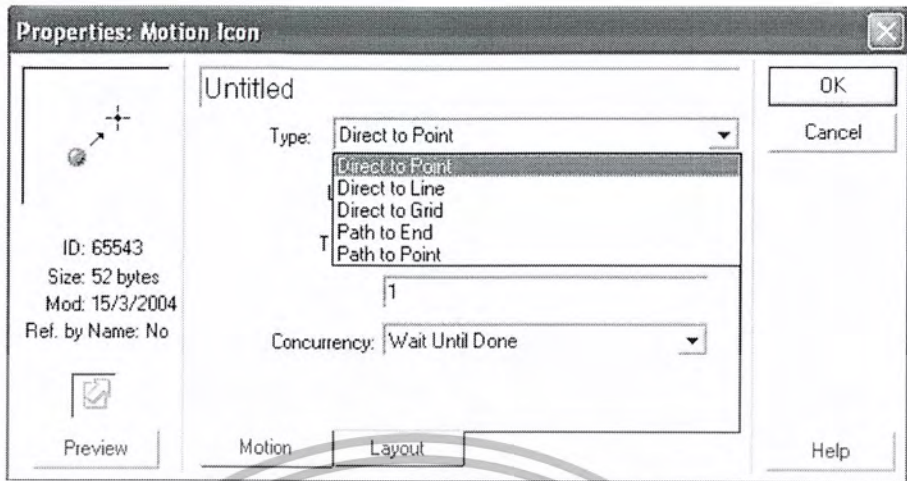 Properties: Motion Icon
Untitled
OK
Cancel
Type: Direct to Point
Direct to Point
Direct to Line
Direct to Grid
Path to End
Path to Point
1
Concurrency: Wait Until Done
ID: 65543
Size: 52 bytes
Mod: 15/3/2004
Ref. by Name: No
Preview
Motion
Layout
Help